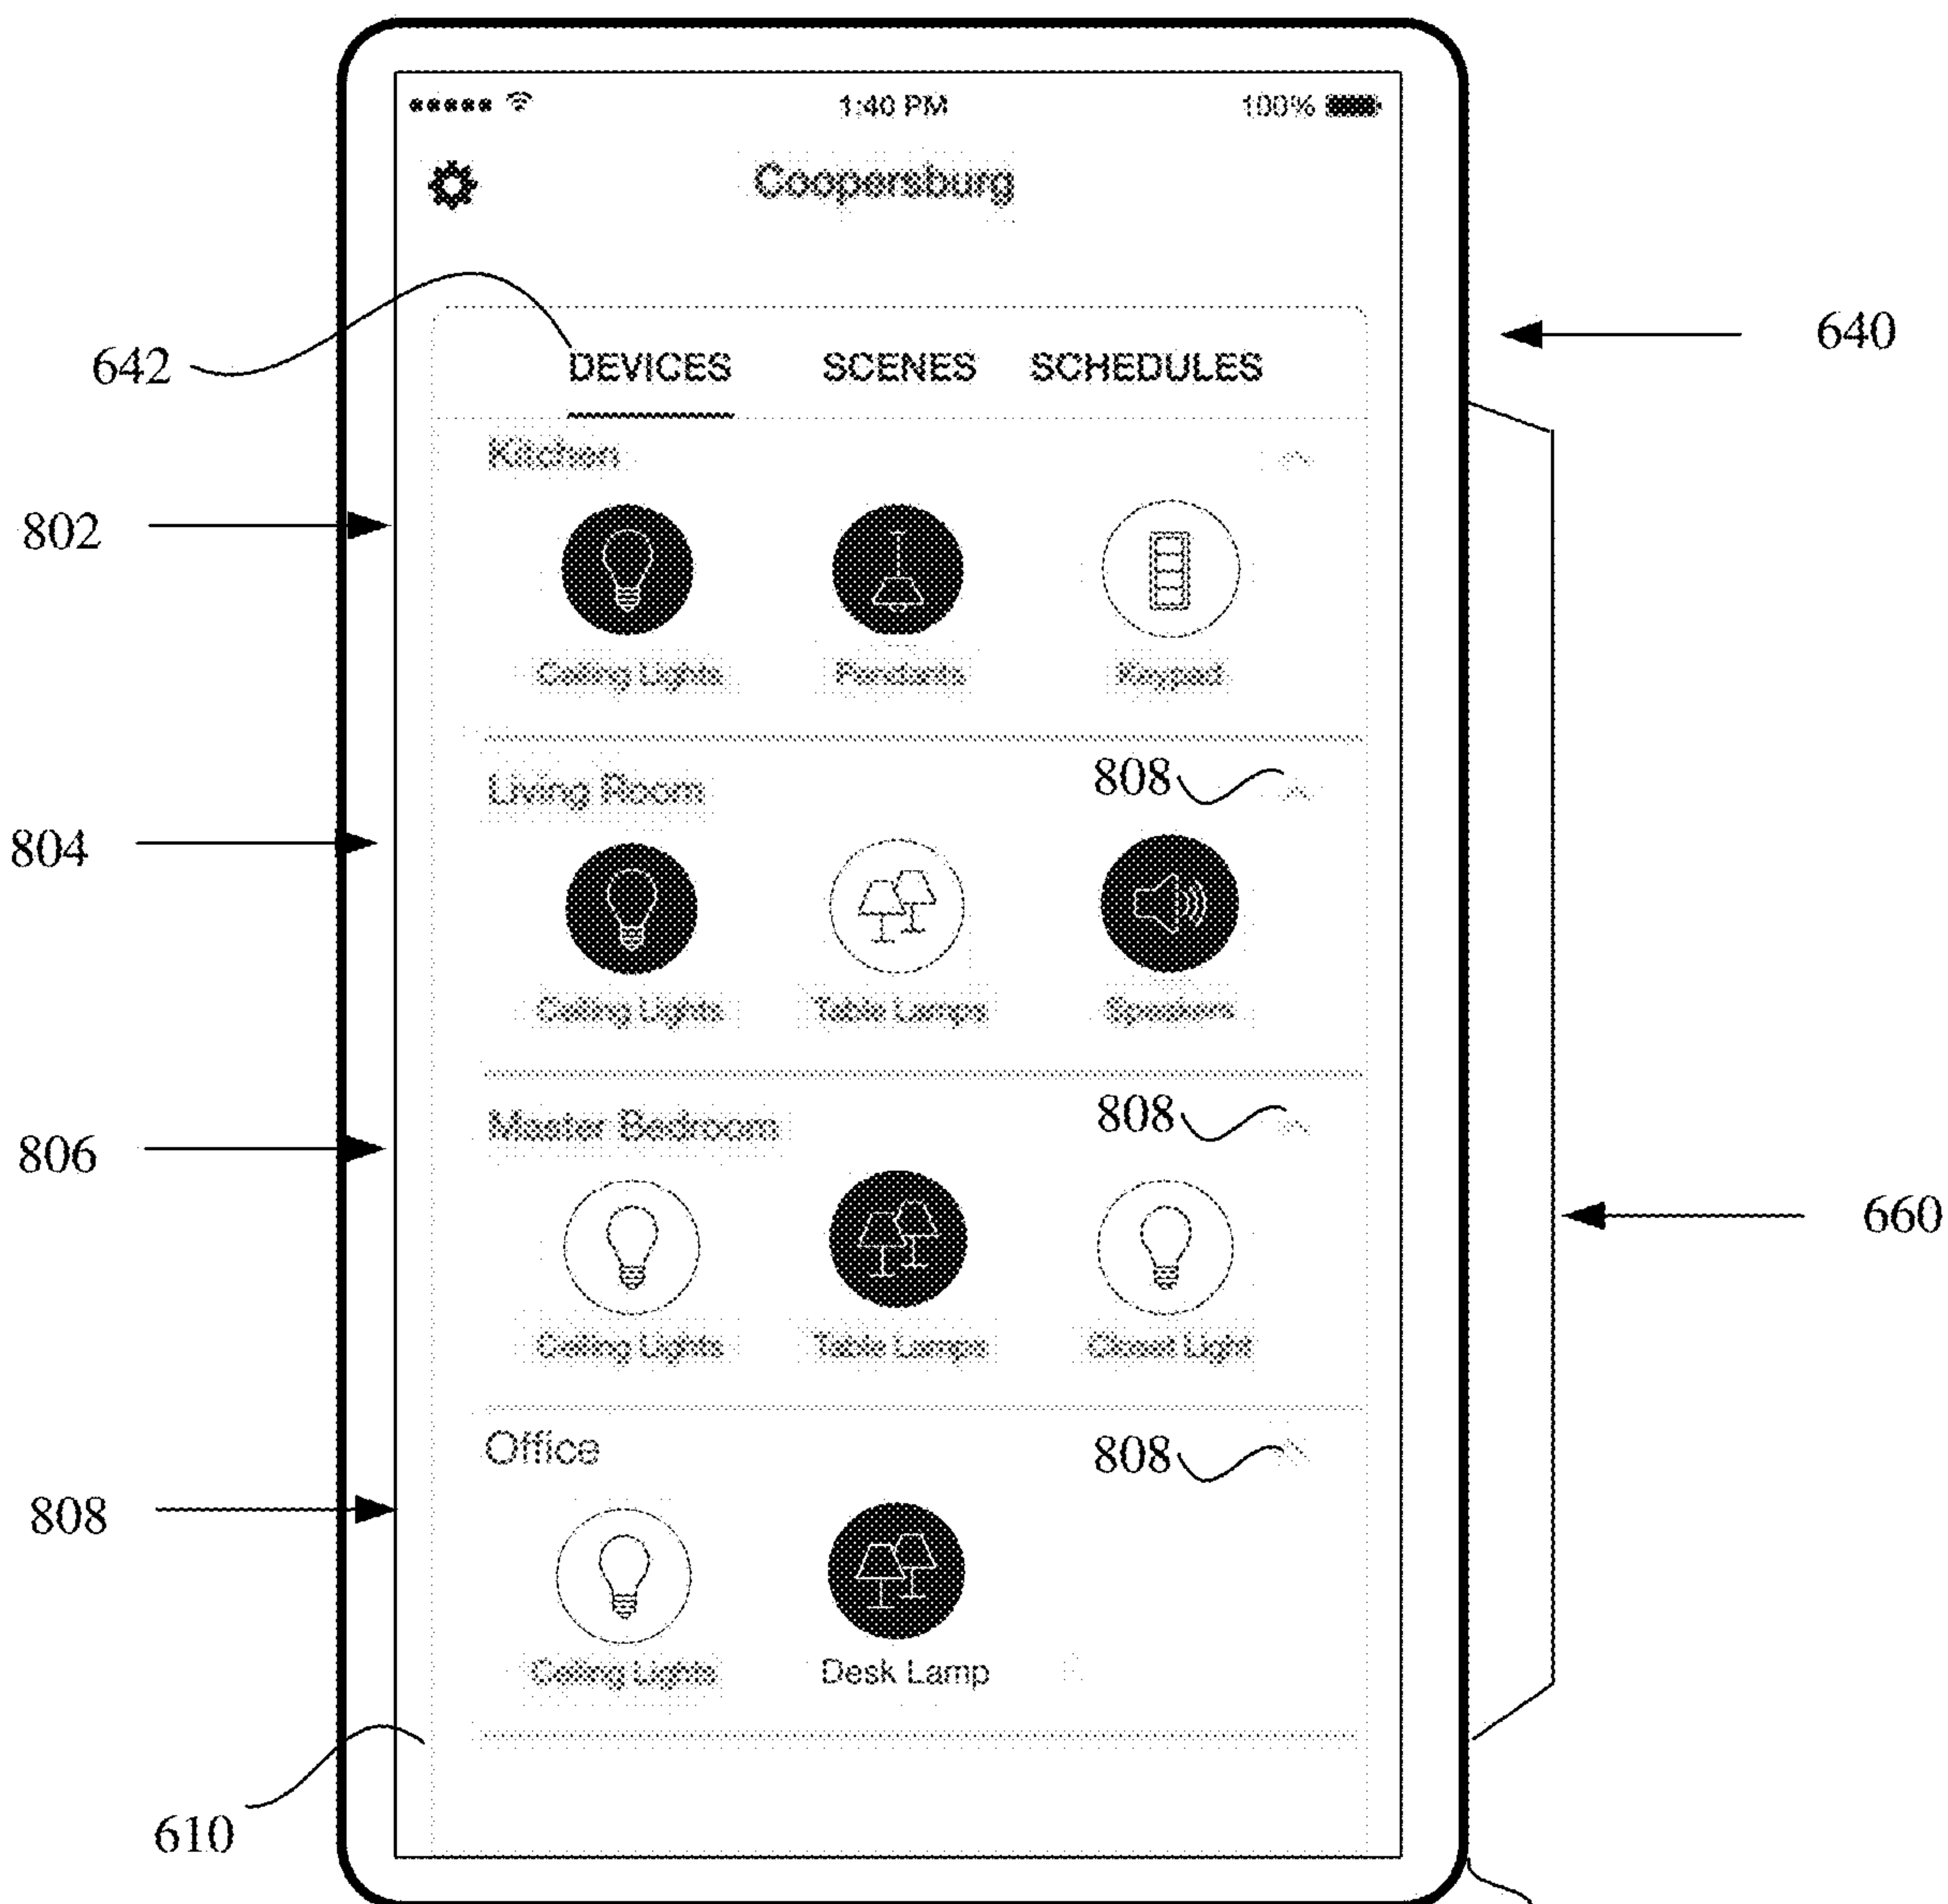 1:40 PM 100%
Coopersburg
640
642 DEVICES SCENES SCHEDULES
Kitchen
802
Ceiling Lights Pendants Keypad
Living Room 808
804
Ceiling Lights Table Lamps Speakers
Master Bedroom 808
806
660
Ceiling Lights Table Lamps Closet Light
Office 808
808
Ceiling Lights Desk Lamp
610